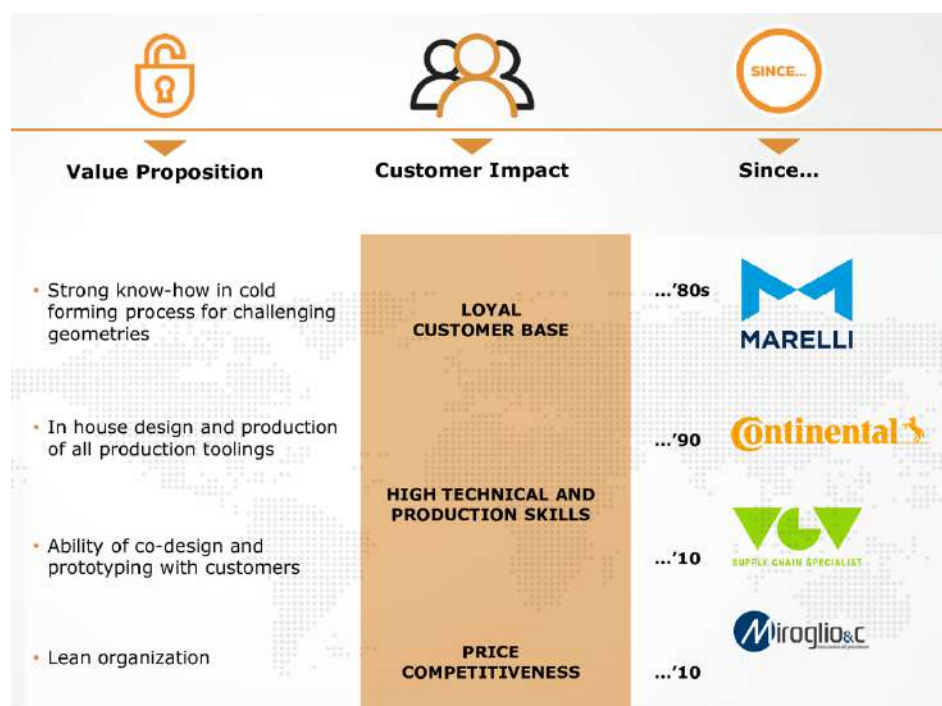 SINCE...
Value Proposition
Customer Impact
Since...
• Strong know-how in cold
forming process for challenging
geometries
LOYAL
CUSTOMER BASE
...'80s
MARELLI
• In house design and production
of all production toolings
...'90
Continental
HIGH TECHNICAL AND
PRODUCTION SKILLS
• Ability of co-design and
prototyping with customers
...'10
VGV
SUPPLY CHAIN SPECIALIST
• Lean organization
PRICE
COMPETITIVENESS
...'10
Miroglio&C